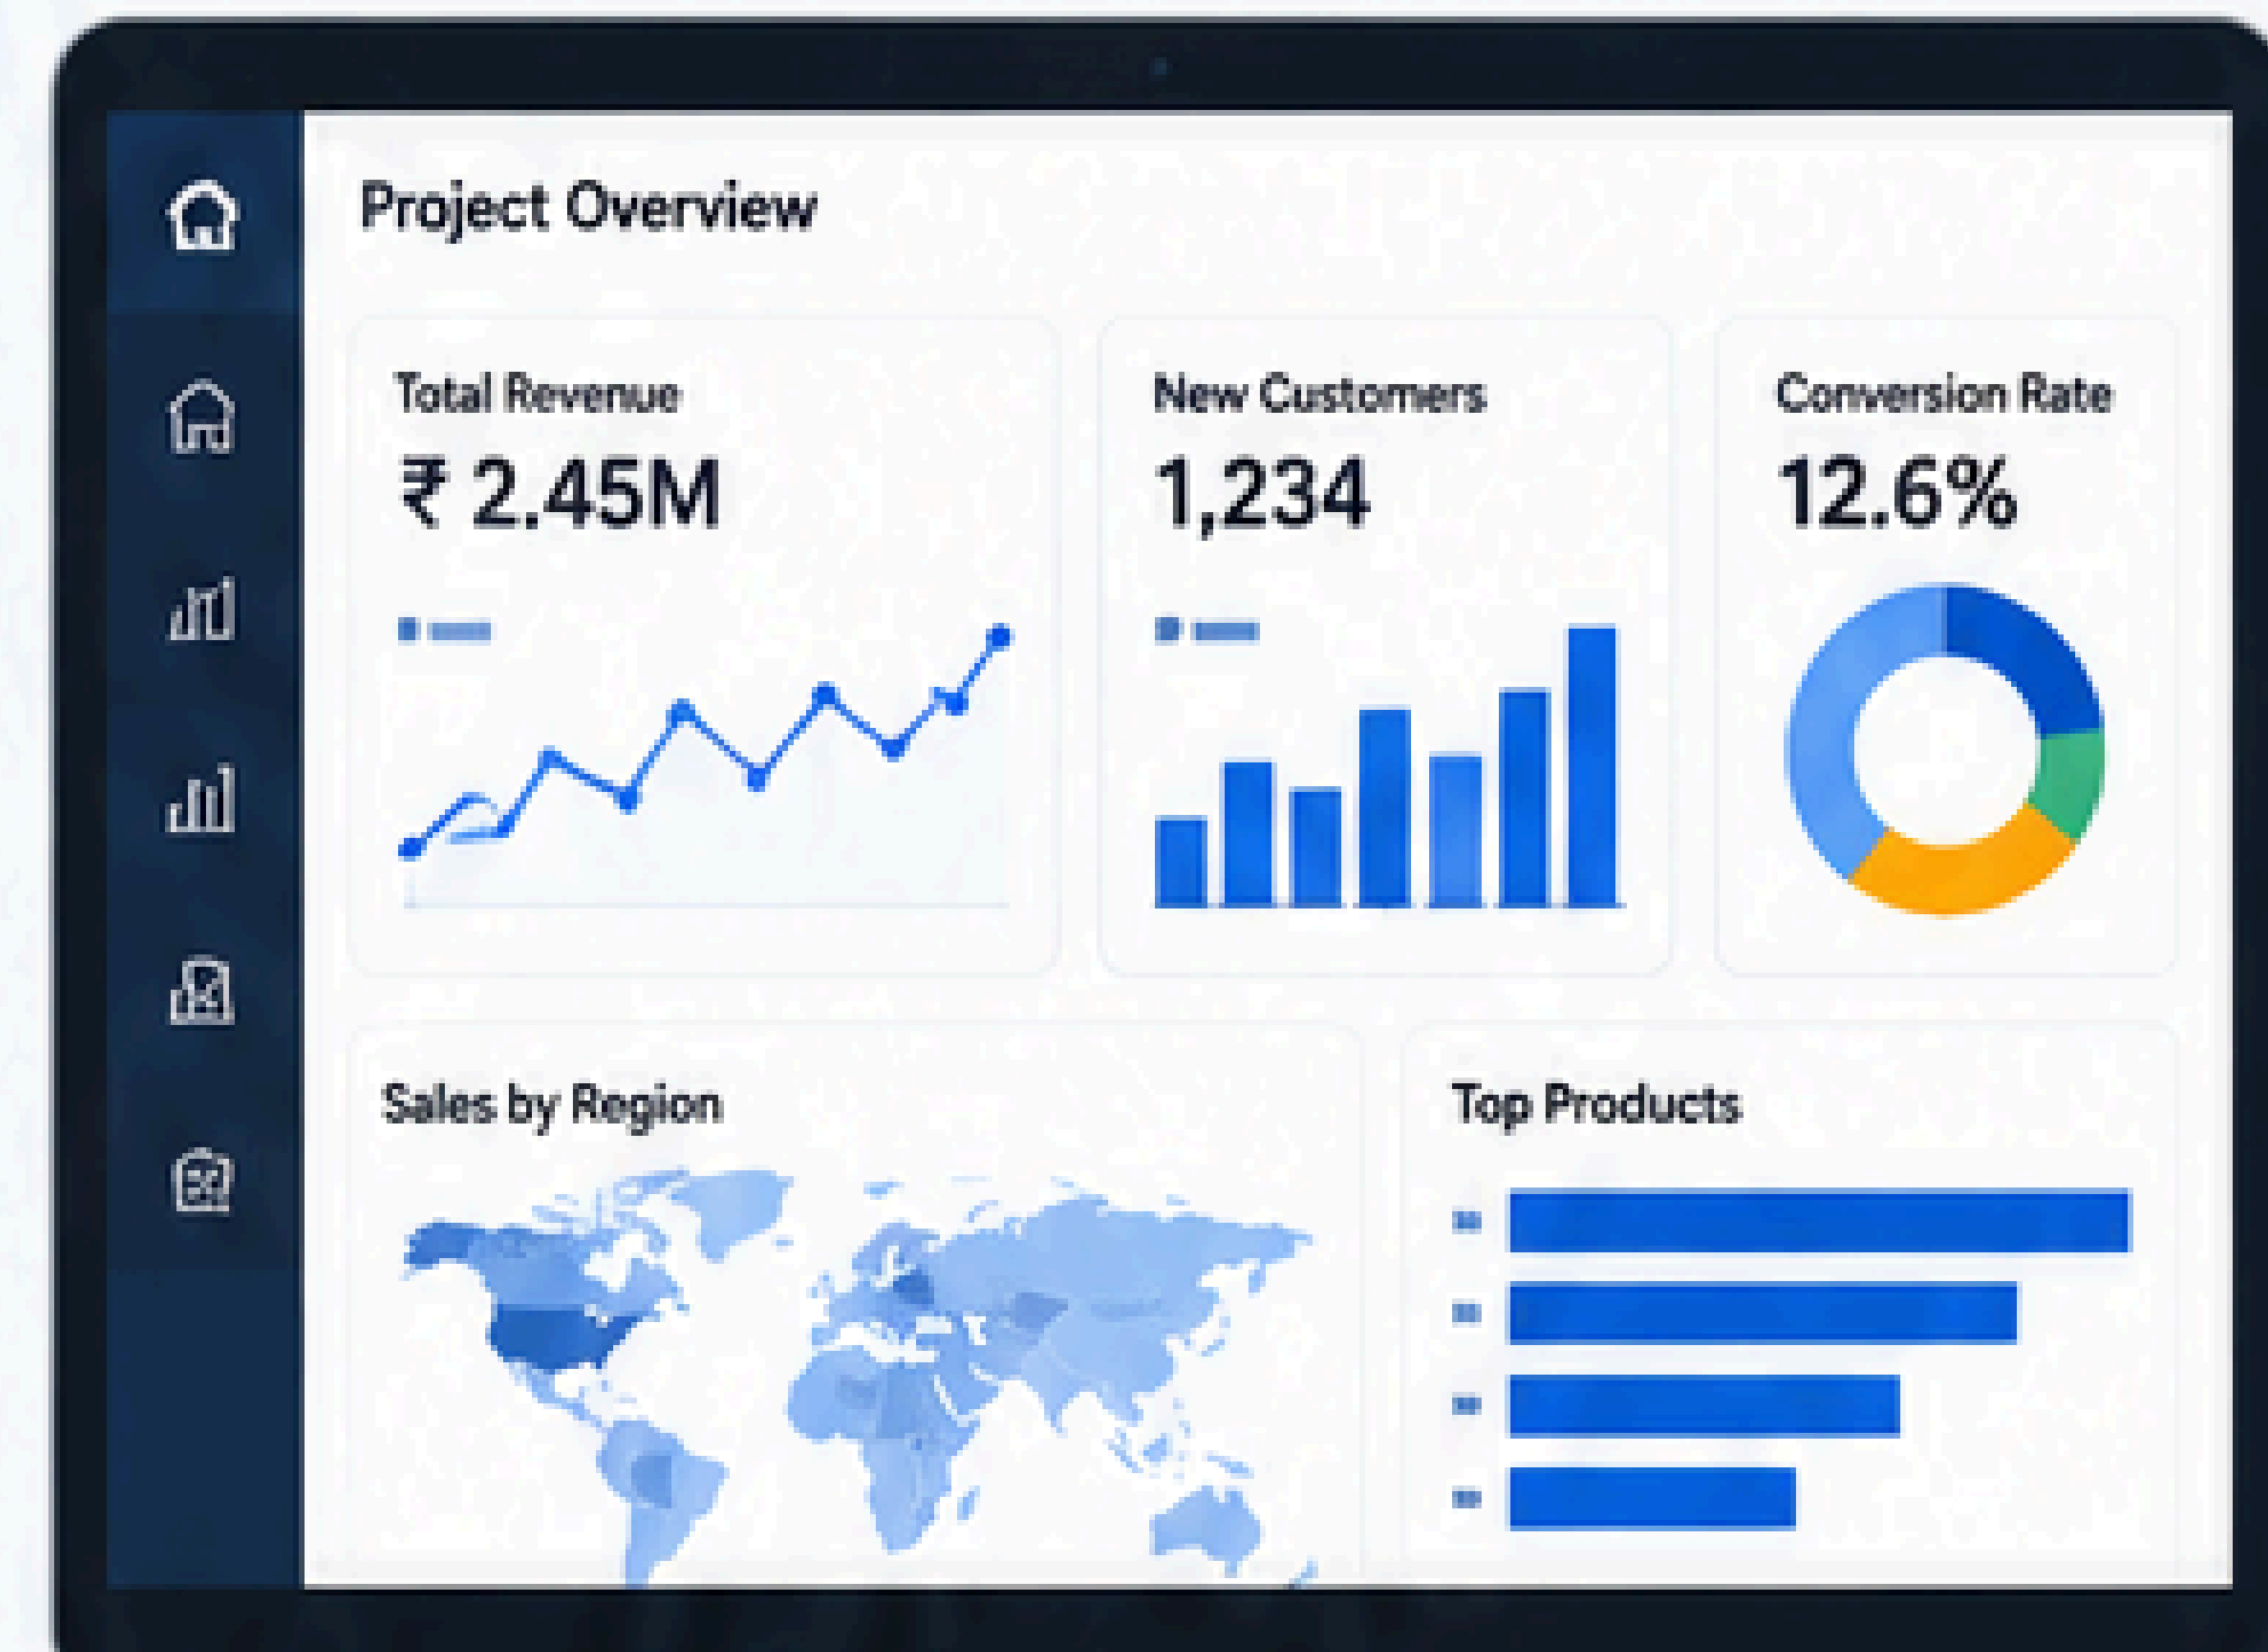 Project Overview
Total Revenue
₹ 2.45M
New Customers
1,234
Conversion Rate
12.6%
Sales by Region
Top Products